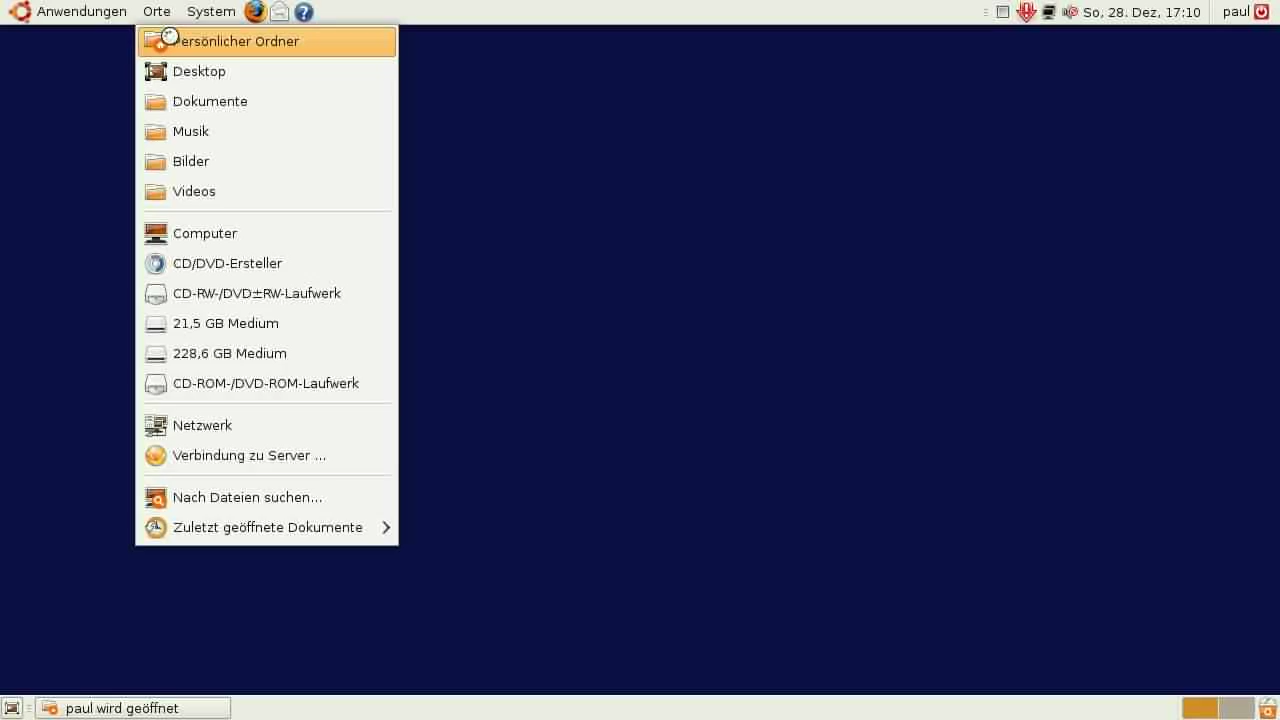 Anwendungen Orte System So, 28. Dez, 17:10 paul
Persönlicher Ordner
Desktop
Dokumente
Musik
Bilder
Videos
Computer
CD/DVD-Ersteller
CD-RW-/DVD±RW-Laufwerk
21,5 GB Medium
228,6 GB Medium
CD-ROM-/DVD-ROM-Laufwerk
Netzwerk
Verbindung zu Server ...
Nach Dateien suchen...
Zuletzt geöffnete Dokumente
paul wird geöffnet